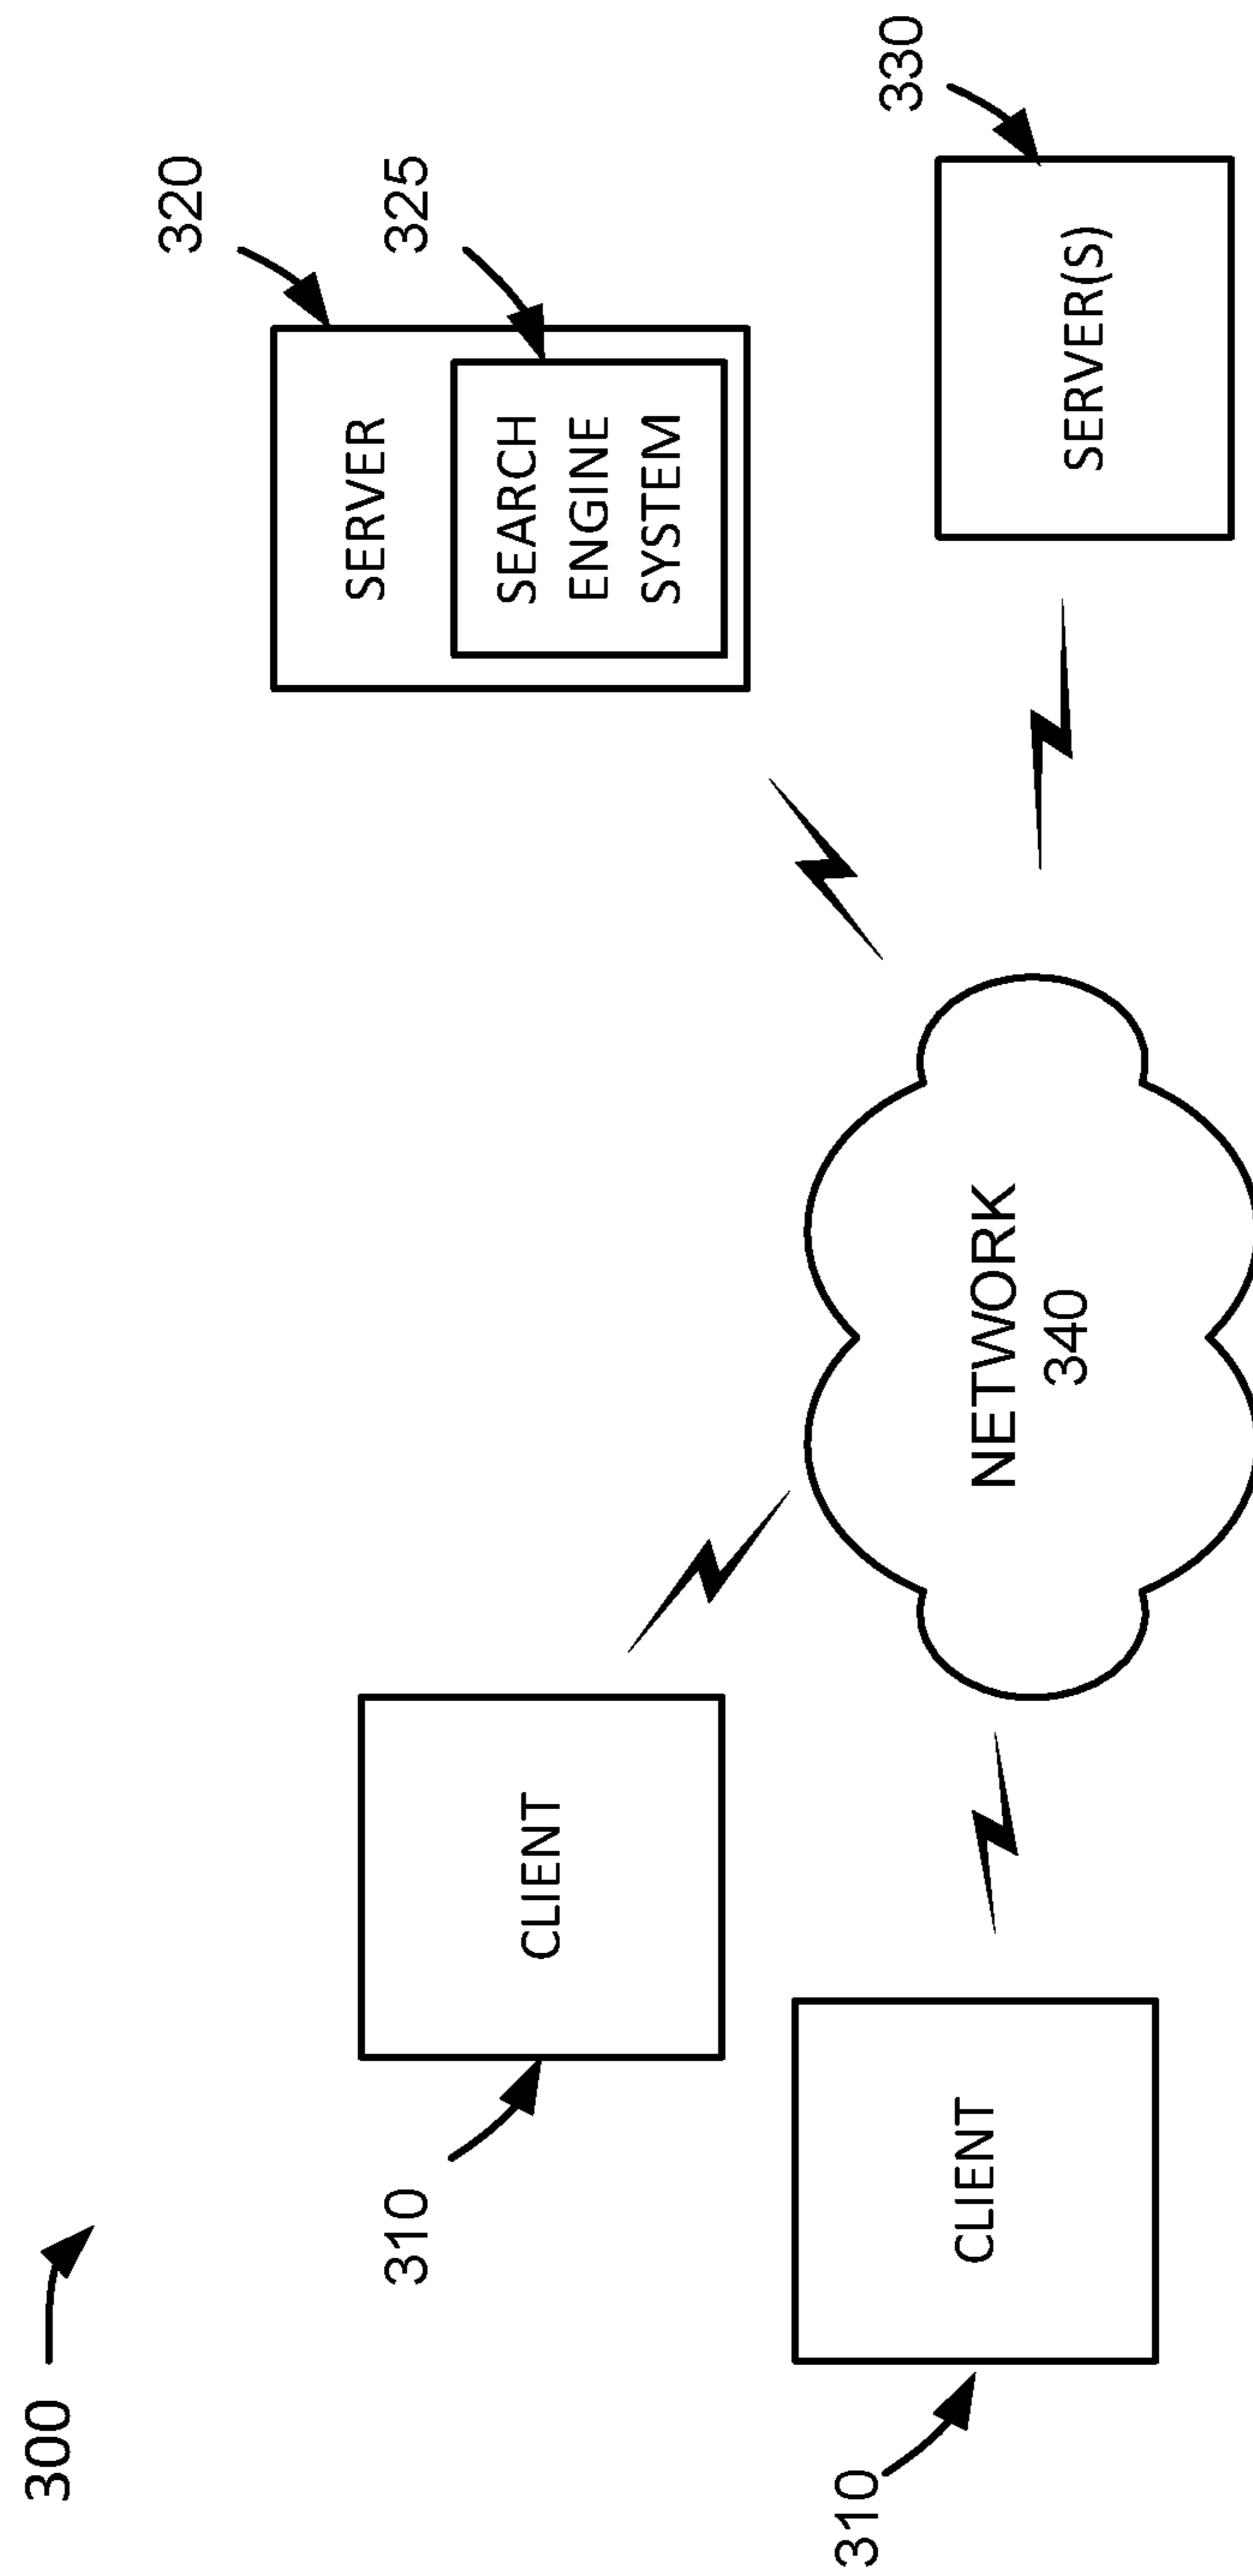 300
310
CLIENT
310
CLIENT
NETWORK
340
320
SERVER
325
SEARCH
ENGINE
SYSTEM
330
SERVER(S)